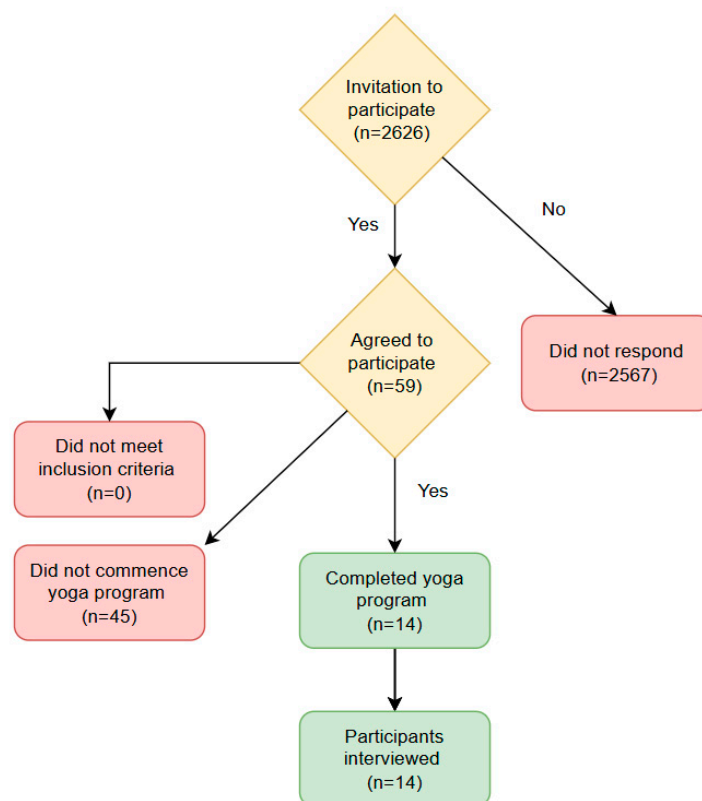 Invitation to
participate
(n=2626)
Yes
No
Agreed to
participate
(n=59)
Did not respond
(n=2567)
Did not meet
inclusion criteria
(n=0)
Yes
Did not commence
yoga program
(n=45)
Completed yoga
program
(n=14)
Participants
interviewed
(n=14)